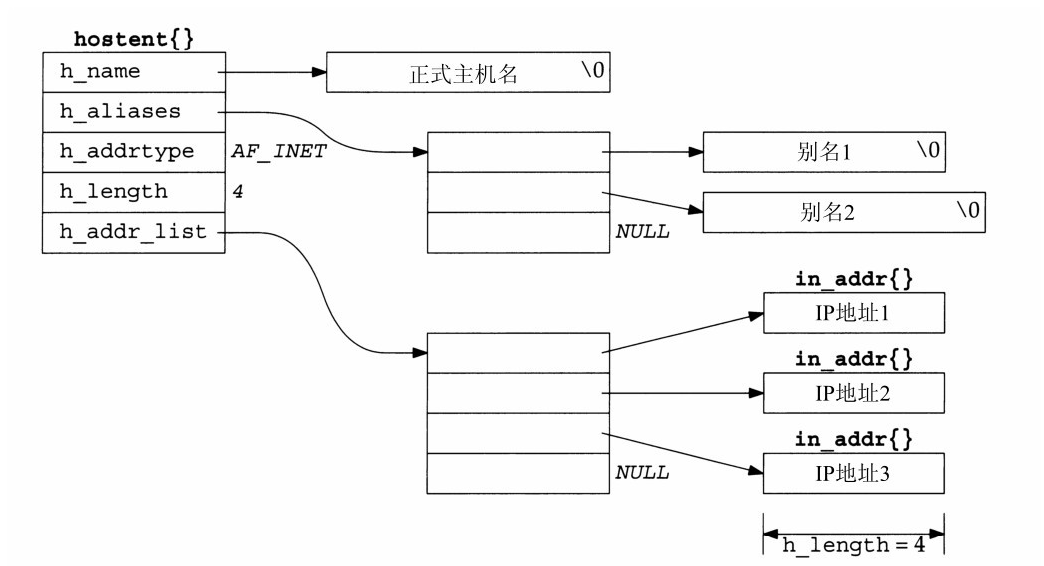 hostent{}
h_name
正式主机名 \0
h_aliases
h_addrtype AF_INET
别名1 \0
h_length 4
别名2 \0
h_addr_list
NULL
in_addr{}
IP地址1
in_addr{}
IP地址2
in_addr{}
IP地址3
NULL
h_length = 4